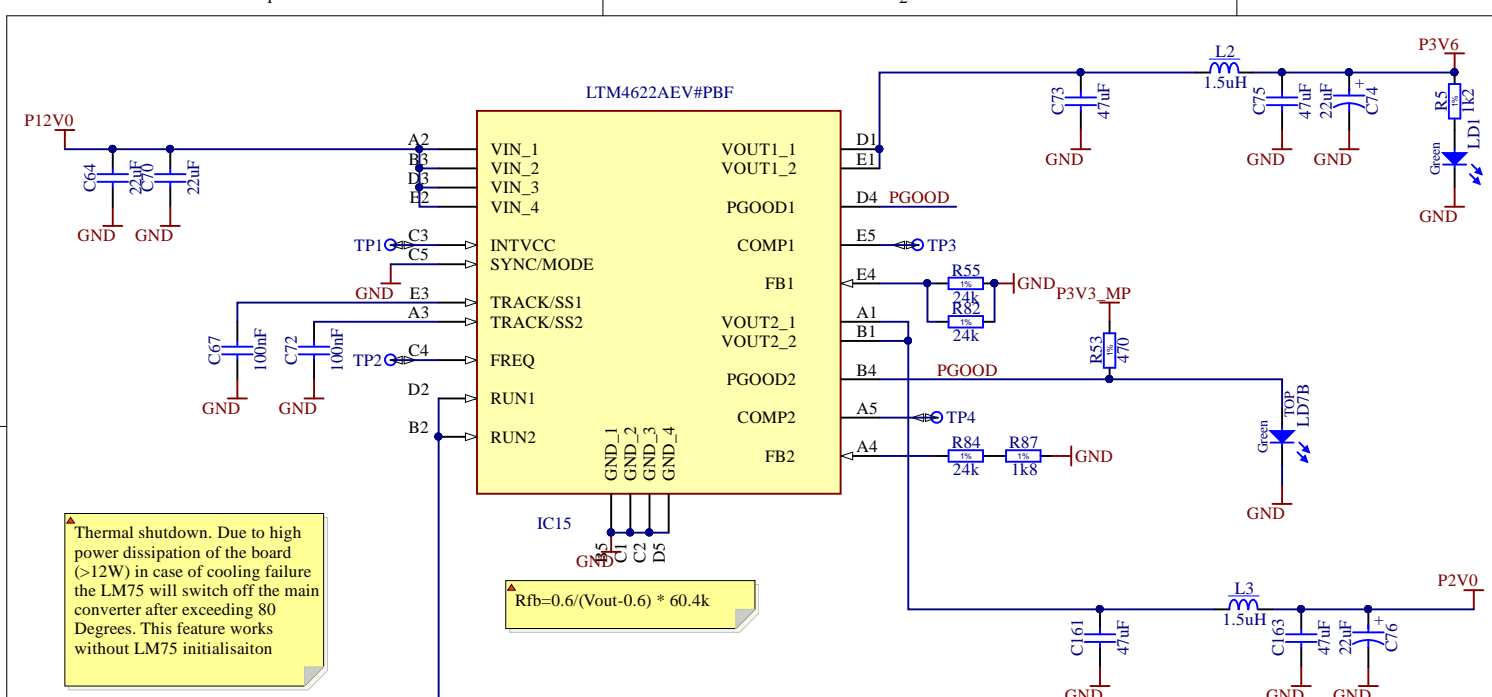 2
LTM4622AEV#PBF
P12V0
C64
22uF
C70
22uF
GND
GND
A2
B3
D3
E2
VIN_1
VIN_2
VIN_3
VIN_4
TP1
C3
INTVCC
C5
SYNC/MODE
GND
E3
TRACK/SS1
A3
TRACK/SS2
C67
100nF
C72
100nF
GND
GND
TP2
C4
FREQ
D2
RUN1
B2
RUN2
GND_1
GND_2
GND_3
GND_4
B5
C1
C2
D5
GND
IC15
VOUT1_1
D1
VOUT1_2
E1
PGOOD1
D4
PGOOD
COMP1
E5
TP3
FB1
E4
R55
1%
24k
GND
R82
1%
24k
VOUT2_1
A1
VOUT2_2
B1
PGOOD2
B4
PGOOD
COMP2
A5
TP4
FB2
A4
R84
1%
24k
R87
1%
1k8
GND
P3V3_MP
R53
1%
470
TOP
LD7B
Green
GND
C73
47uF
GND
L2
1.5uH
C75
47uF
GND
22uF
+
C74
GND
P3V6
R5
1%
1k2
LD1
Green
GND
C161
47uF
GND
L3
1.5uH
C163
47uF
GND
22uF
+
C76
GND
P2V0
Thermal shutdown. Due to high
power dissipation of the board
(>12W) in case of cooling failure
the LM75 will switch off the main
converter after exceeding 80
Degrees. This feature works
without LM75 initialisaiton
Rfb=0.6/(Vout-0.6) * 60.4k